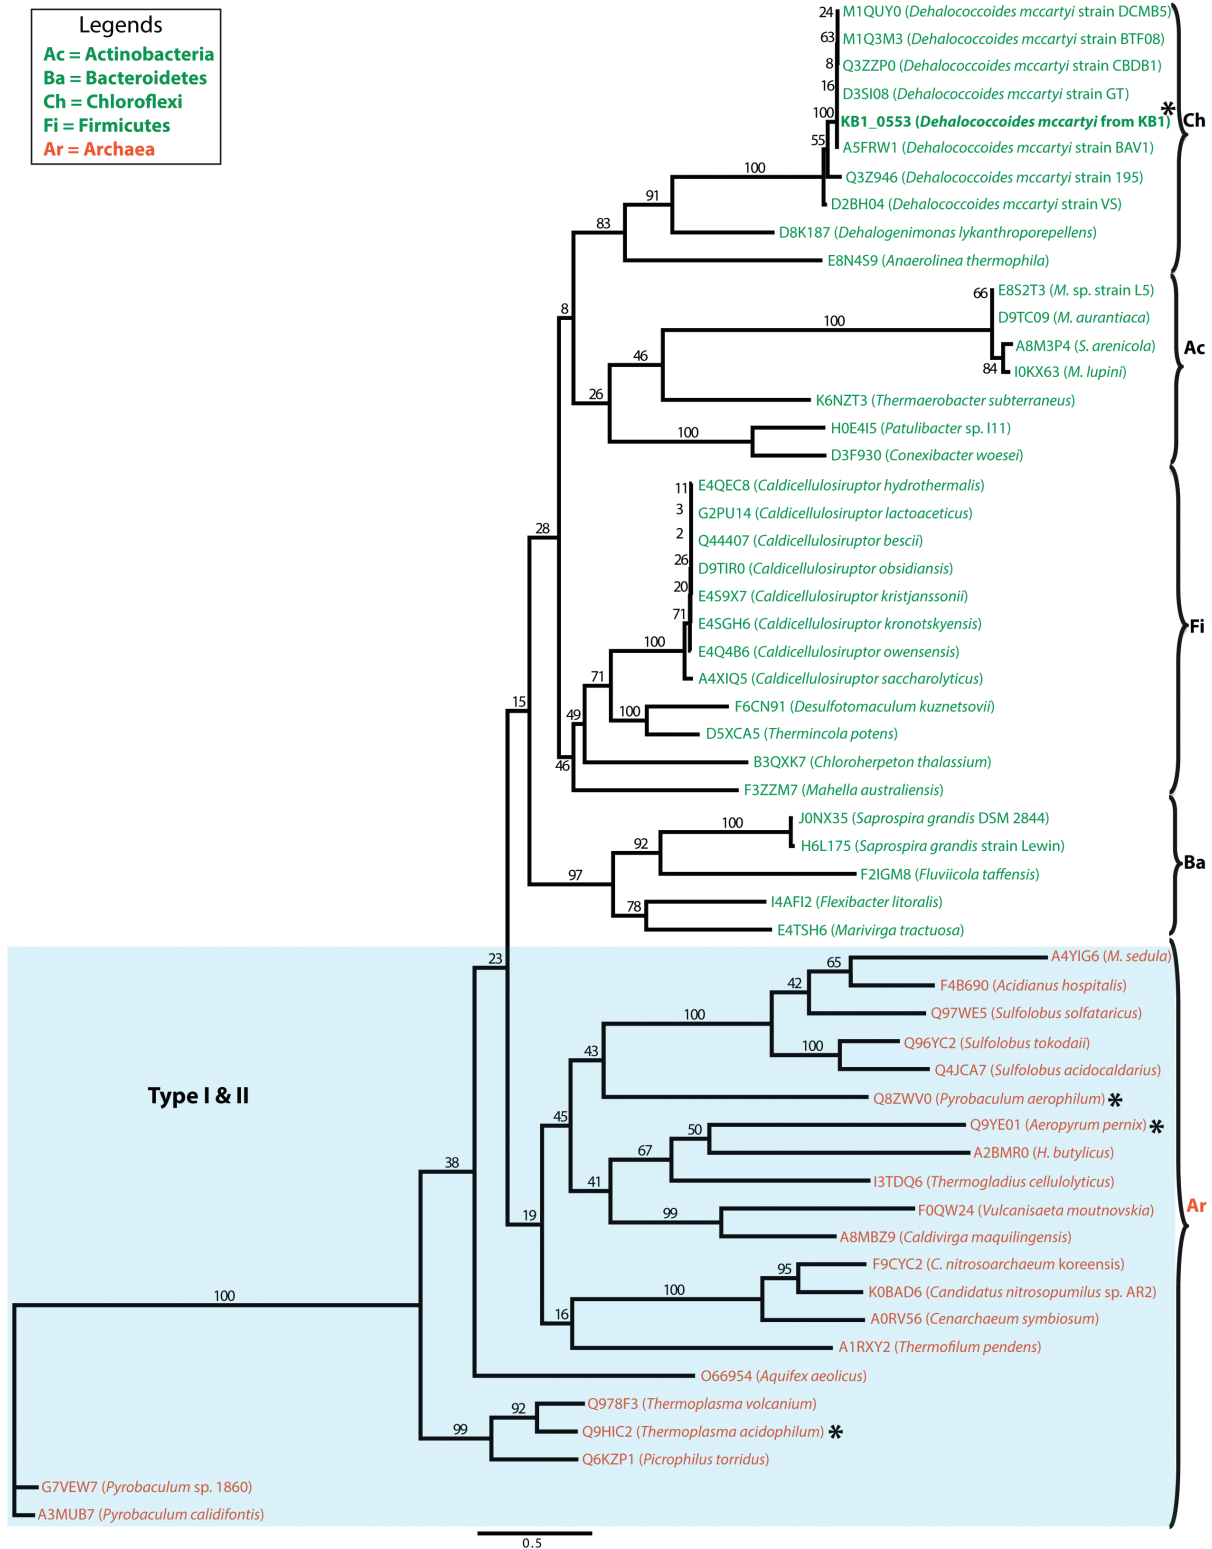 Legends
Ac = Actinobacteria
Ba = Bacteroidetes
Ch = Chloroflexi
Fi = Firmicutes
Ar = Archaea
24 M1QUY0 (Dehalococcoides mccartyi strain DCMB5)
63 M1Q3M3 (Dehalococcoides mccartyi strain BTF08)
8 Q3ZZP0 (Dehalococcoides mccartyi strain CBDB1)
16 D3SI08 (Dehalococcoides mccartyi strain GT)
100 KB1_0553 (Dehalococcoides mccartyi from KB1) * Ch
55 A5FRW1 (Dehalococcoides mccartyi strain BAV1)
100 Q3Z946 (Dehalococcoides mccartyi strain 195)
91 D2BH04 (Dehalococcoides mccartyi strain VS)
83 D8K187 (Dehalogenimonas lykanthroporepellens)
E8N4S9 (Anaerolinea thermophila)
66 E8S2T3 (M. sp. strain L5)
8 100 D9TC09 (M. aurantiaca)
A8M3P4 (S. arenicola) Ac
46 84 I0KX63 (M. lupini)
26 K6NZT3 (Thermaerobacter subterraneus)
100 H0E4I5 (Patulibacter sp. I11)
D3F930 (Conexibacter woesei)
11 E4QEC8 (Caldicellulosiruptor hydrothermalis)
3 G2PU14 (Caldicellulosiruptor lactoaceticus)
28 2 Q44407 (Caldicellulosiruptor bescii)
26 D9TIR0 (Caldicellulosiruptor obsidiansis)
20 E4S9X7 (Caldicellulosiruptor kristjanssonii)
71 E4SGH6 (Caldicellulosiruptor kronotskyensis) Fi
100 E4Q4B6 (Caldicellulosiruptor owensensis)
71 A4XIQ5 (Caldicellulosiruptor saccharolyticus)
15 49 100 F6CN91 (Desulfotomaculum kuznetsovii)
D5XCA5 (Thermincola potens)
46 B3QXK7 (Chloroherpeton thalassium)
F3ZZM7 (Mahella australiensis)
100 J0NX35 (Saprospira grandis DSM 2844)
92 H6L175 (Saprospira grandis strain Lewin)
97 F2IGM8 (Fluviicola taffensis) Ba
78 I4AFI2 (Flexibacter litoralis)
E4TSH6 (Marivirga tractuosa)
23 65 A4YIG6 (M. sedula)
42 F4B690 (Acidianus hospitalis)
100 Q97WE5 (Sulfolobus solfataricus)
43 100 Q96YC2 (Sulfolobus tokodaii)
Q4JCA7 (Sulfolobus acidocaldarius)
Type I & II
Q8ZWV0 (Pyrobaculum aerophilum) *
45 50 Q9YE01 (Aeropyrum pernix) *
38 67 A2BMR0 (H. butylicus)
41 I3TDQ6 (Thermogladius cellulolyticus)
19 99 F0QW24 (Vulcanisaeta moutnovskia) Ar
A8MBZ9 (Caldivirga maquilingensis)
95 F9CYC2 (C. nitrosoarchaeum koreensis)
100 100 K0BAD6 (Candidatus nitrosopumilus sp. AR2)
16 A0RV56 (Cenarchaeum symbiosum)
A1RXY2 (Thermofilum pendens)
O66954 (Aquifex aeolicus)
92 Q978F3 (Thermoplasma volcanium)
99 Q9HIC2 (Thermoplasma acidophilum) *
Q6KZP1 (Picrophilus torridus)
G7VEW7 (Pyrobaculum sp. 1860)
A3MUB7 (Pyrobaculum calidifontis)
0.5